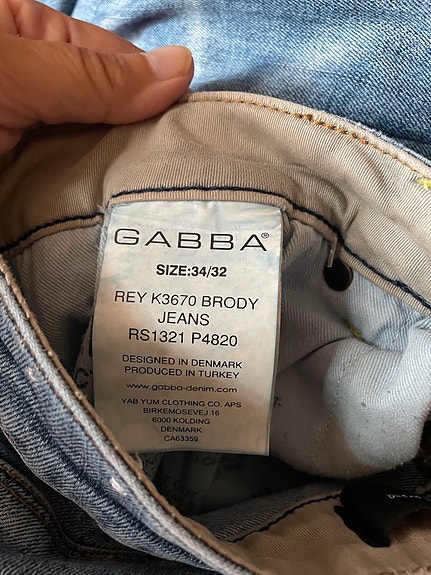 GABBA®
SIZE:34/32
REY K3670 BRODY
JEANS
RS1321 P4820
DESIGNED IN DENMARK
PRODUCED IN TURKEY
www.gabba-denim.com
YAB YUM CLOTHING CO. APS
BIRKEMOSEVEJ 16
6000 KOLDING
DENMARK
CA63359